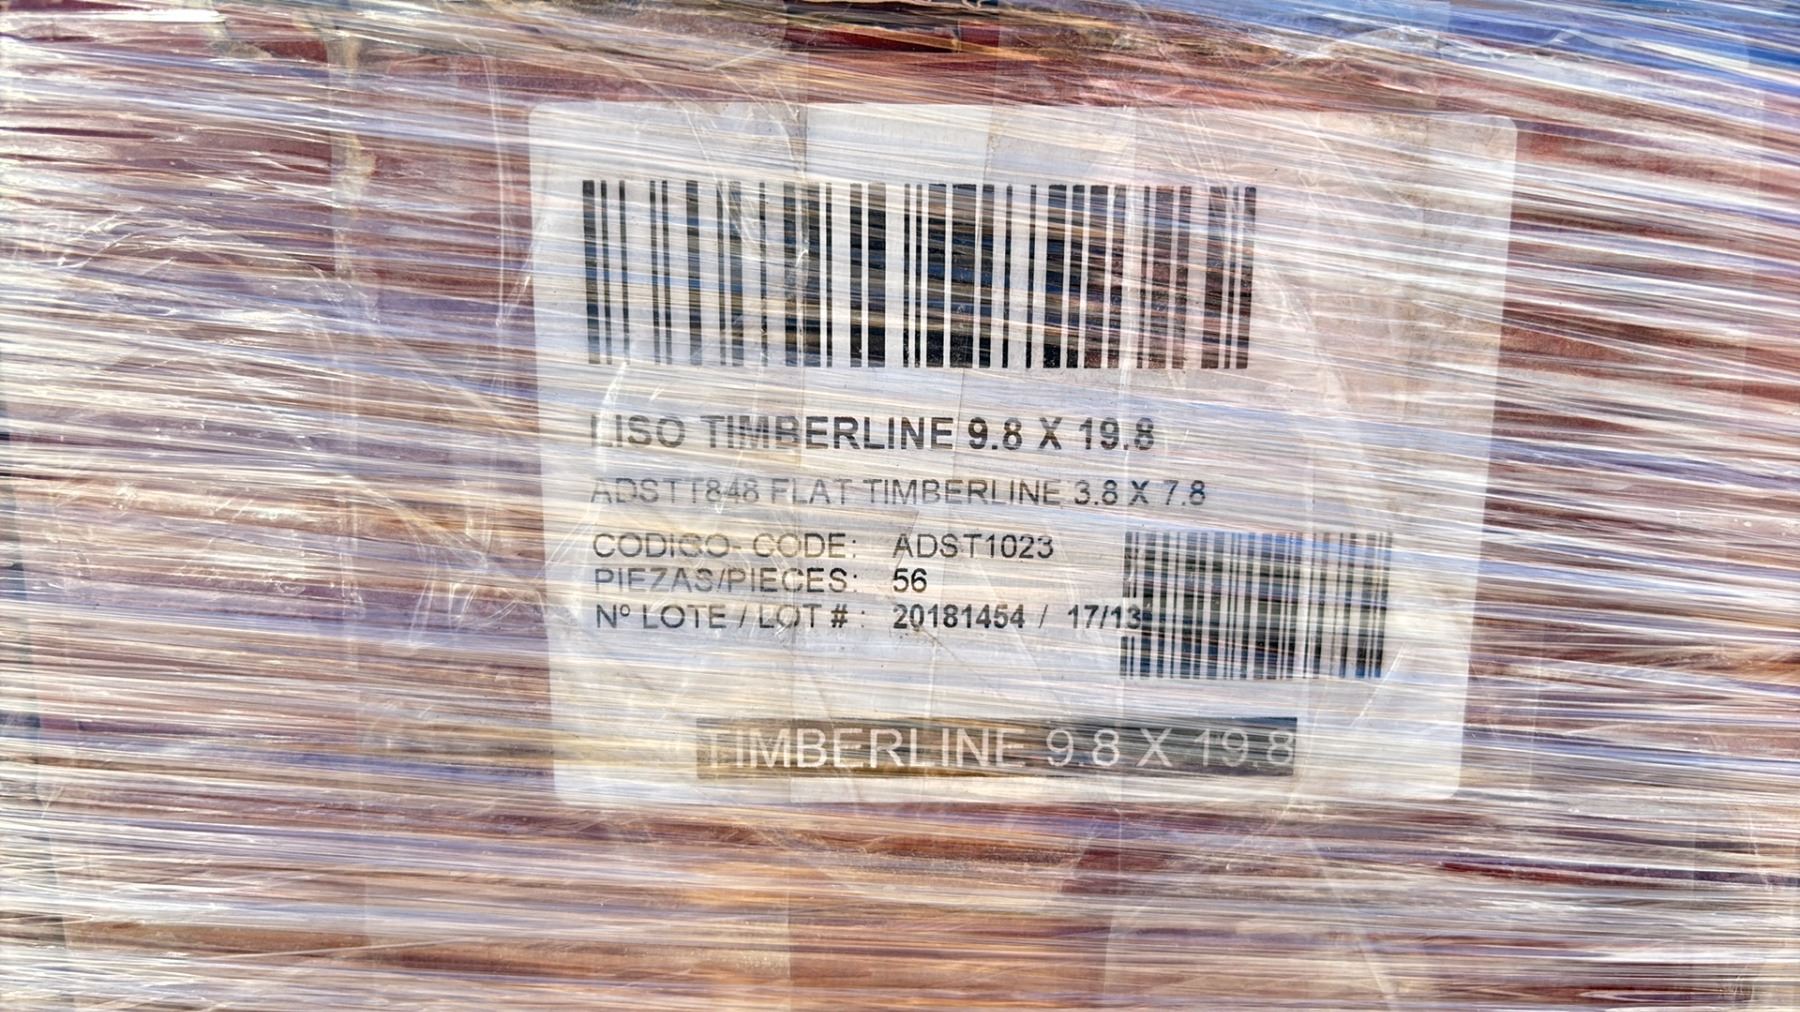 LISO TIMBERLINE 9.8 X 19.8
ADSTT848 FLAT TIMBERLINE 3.8 X 7.8
CODIGO- CODE: ADST1023
PIEZAS/PIECES: 56
Nº LOTE / LOT # : 20181454 / 17/13
TIMBERLINE 9.8 X 19.8